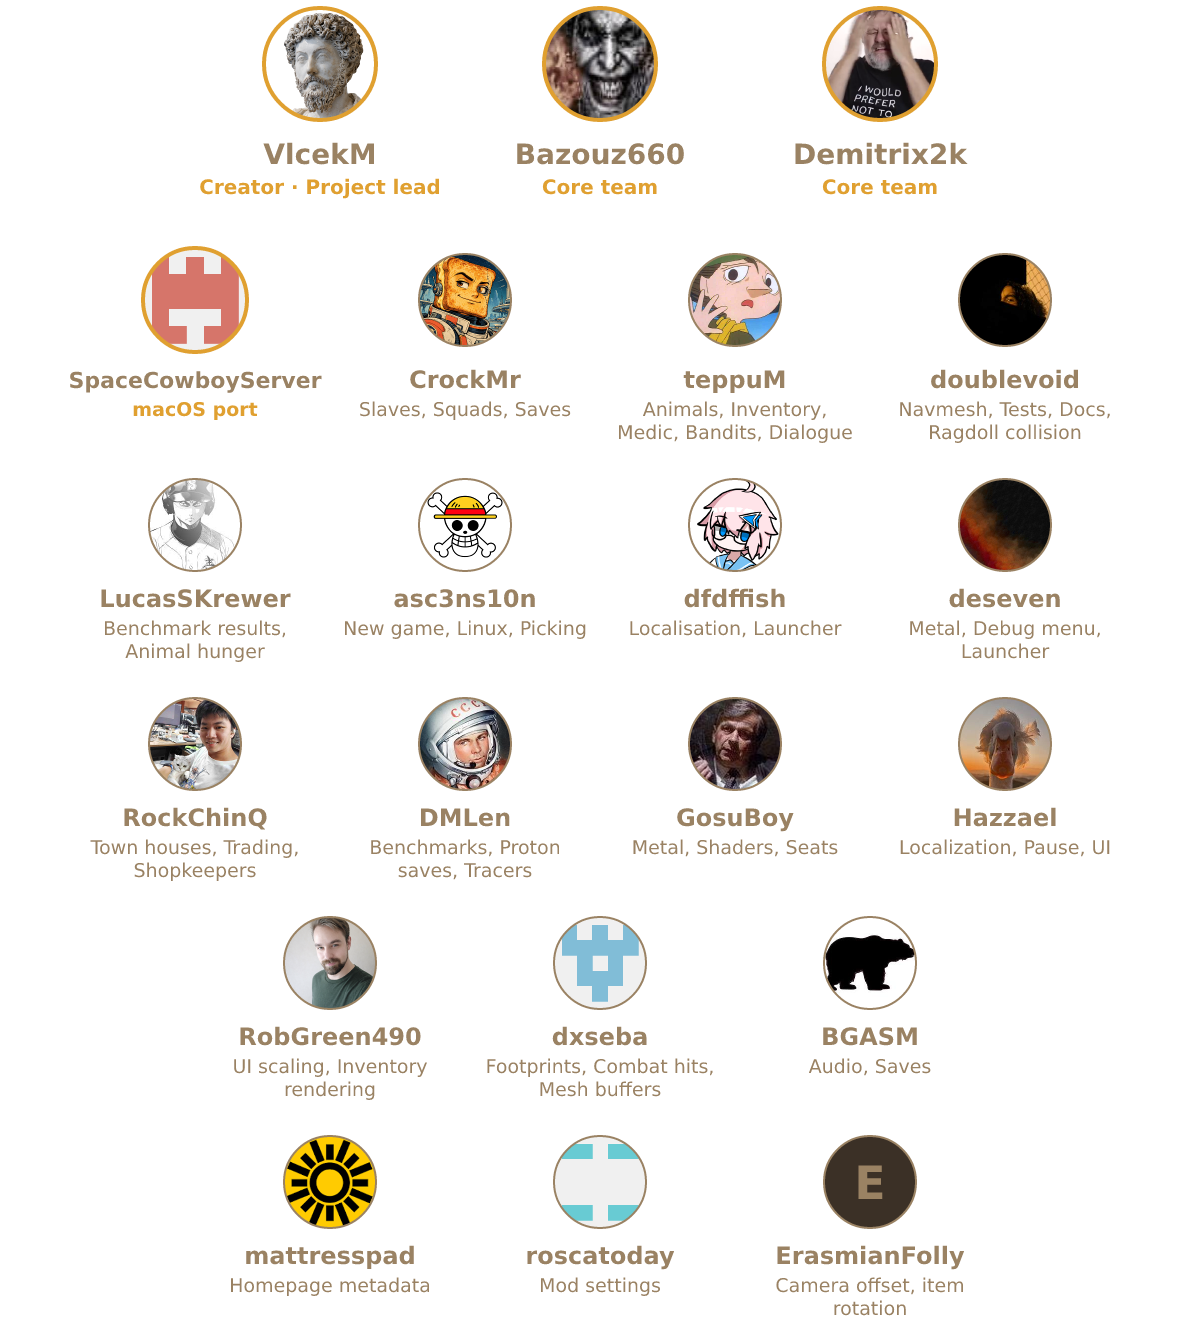 I WOULD
PREFER
NOT TO
VlcekM
Creator · Project lead
Bazouz660
Core team
Demitrix2k
Core team
SpaceCowboyServer
macOS port
CrockMr
Slaves, Squads, Saves
teppuM
Animals, Inventory,
Medic, Bandits, Dialogue
doublevoid
Navmesh, Tests, Docs,
Ragdoll collision
LucasSKrewer
Benchmark results,
Animal hunger
asc3ns10n
New game, Linux, Picking
dfdffish
Localisation, Launcher
deseven
Metal, Debug menu,
Launcher
CCC
RockChinQ
Town houses, Trading,
Shopkeepers
DMLen
Benchmarks, Proton
saves, Tracers
GosuBoy
Metal, Shaders, Seats
Hazzael
Localization, Pause, UI
RobGreen490
UI scaling, Inventory
rendering
dxseba
Footprints, Combat hits,
Mesh buffers
BGASM
Audio, Saves
E
mattresspad
Homepage metadata
roscatoday
Mod settings
ErasmianFolly
Camera offset, item
rotation